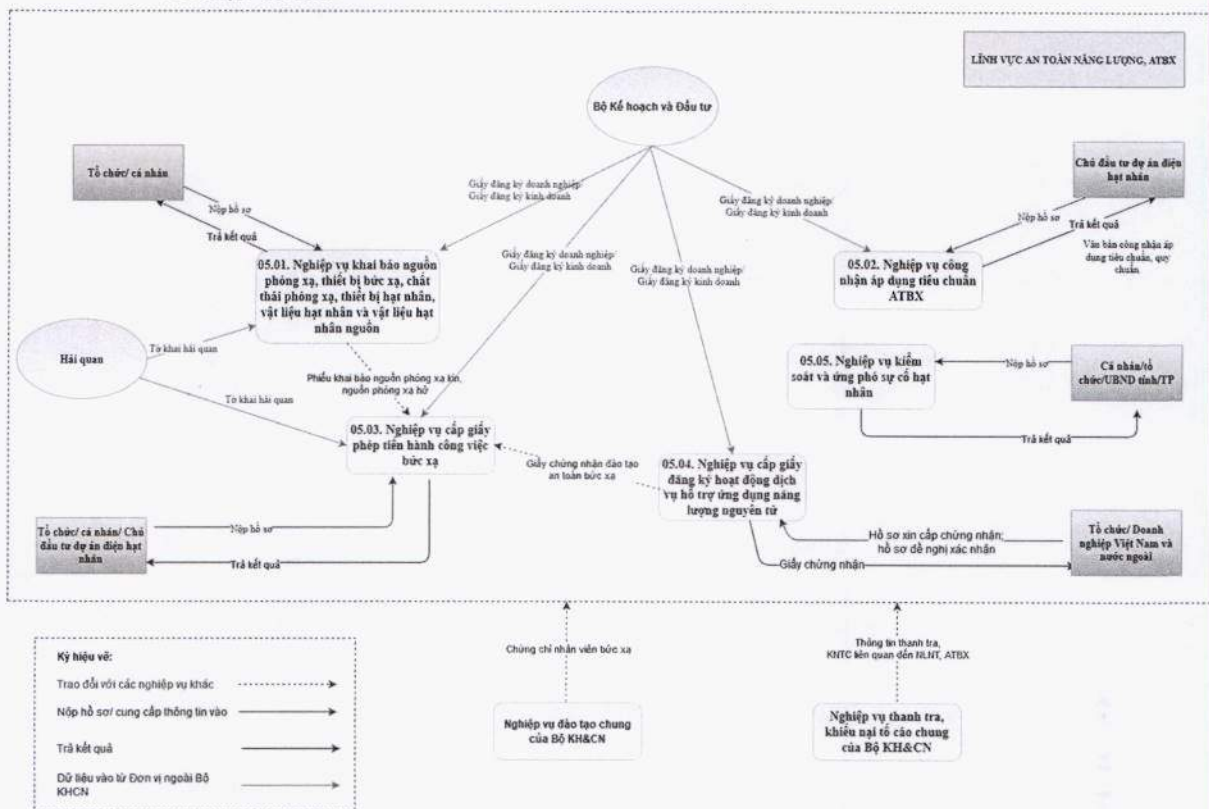 LĨNH VỰC AN TOÀN NĂNG LƯỢNG, ATBX
Bộ Kế hoạch và Đầu tư
Tổ chức/ cá nhân
Chủ đầu tư dự án điện
hạt nhân
Giấy đăng ký doanh nghiệp/
Giấy đăng ký kinh doanh
Giấy đăng ký doanh nghiệp/
Giấy đăng ký kinh doanh
Nộp hồ sơ
Trả kết quả
Nộp hồ sơ
Trả kết quả
Văn bản công nhận áp
dụng tiêu chuẩn, quy
chuẩn
05.01. Nghiệp vụ khai báo nguồn
phóng xạ, thiết bị bức xạ, chất
thải phóng xạ, thiết bị hạt nhân,
vật liệu hạt nhân và vật liệu hạt
nhân nguồn
Giấy đăng ký doanh nghiệp/
Giấy đăng ký kinh doanh
Giấy đăng ký doanh nghiệp/
Giấy đăng ký kinh doanh
05.02. Nghiệp vụ công
nhận áp dụng tiêu chuẩn
ATBX
Hải quan
Tờ khai hải quan
Tờ khai hải quan
Phiếu khai báo nguồn phóng xạ kín,
nguồn phóng xạ hở
05.05. Nghiệp vụ kiểm
soát và ứng phó sự cố hạt
nhân
Nộp hồ sơ
Trả kết quả
Cá nhân/tổ
chức/UBND tỉnh/TP
05.03. Nghiệp vụ cấp giấy
phép tiến hành công việc
bức xạ
Giấy chứng nhận đào tạo
an toàn bức xạ
05.04. Nghiệp vụ cấp giấy
đăng ký hoạt động dịch
vụ hỗ trợ ứng dụng năng
lượng nguyên tử
Tổ chức/ cá nhân/ Chủ
đầu tư dự án điện hạt
nhân
Nộp hồ sơ
Trả kết quả
Hồ sơ xin cấp chứng nhận;
hồ sơ đề nghị xác nhận
Giấy chứng nhận
Tổ chức/ Doanh
nghiệp Việt Nam và
nước ngoài
Ký hiệu vẽ:
Trao đổi với các nghiệp vụ khác
Nộp hồ sơ/ cung cấp thông tin vào
Trả kết quả
Dữ liệu vào từ Đơn vị ngoài Bộ
KHCN
Chứng chỉ nhân viên bức xạ
Nghiệp vụ đào tạo chung
của Bộ KH&CN
Thông tin thanh tra,
KNTC liên quan đến NLNT, ATBX
Nghiệp vụ thanh tra,
khiếu nại tố cáo chung
của Bộ KH&CN